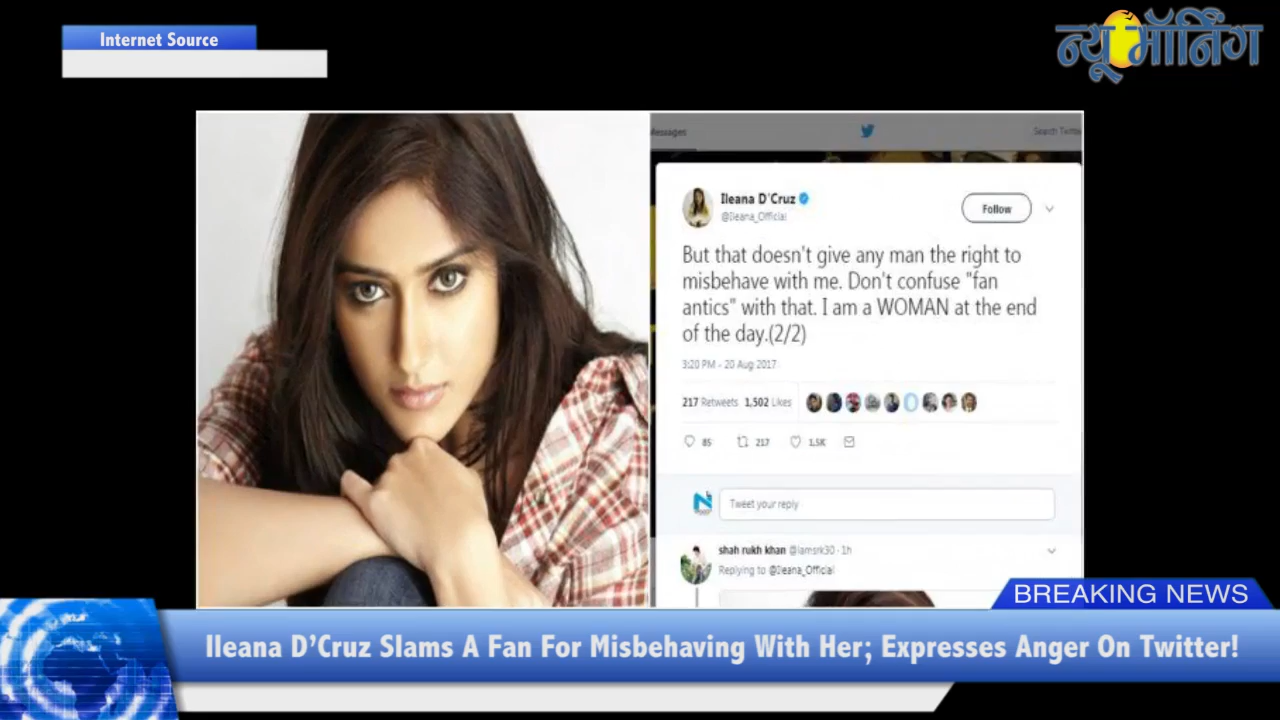 Internet Source
न्यू मॉर्निंग
Messages
Search Twitter
Ileana D'Cruz
@Ileana_Official
Follow
But that doesn't give any man the right to
misbehave with me. Don't confuse "fan
antics" with that. I am a WOMAN at the end
of the day.(2/2)
3:20 PM - 20 Aug 2017
217 Retweets 1,502 Likes
85 217 1.5K
Tweet your reply
shah rukh khan @iamsrk30 · 1h
Replying to @Ileana_Official
BREAKING NEWS
Ileana D’Cruz Slams A Fan For Misbehaving With Her; Expresses Anger On Twitter!